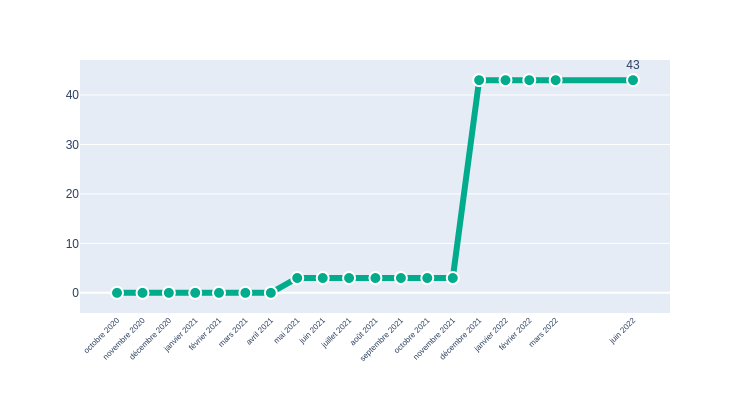 43
40
30
20
10
0
octobre 2020
novembre 2020
décembre 2020
janvier 2021
février 2021
mars 2021
avril 2021
mai 2021
juin 2021
juillet 2021
août 2021
septembre 2021
octobre 2021
novembre 2021
décembre 2021
janvier 2022
février 2022
mars 2022
juin 2022